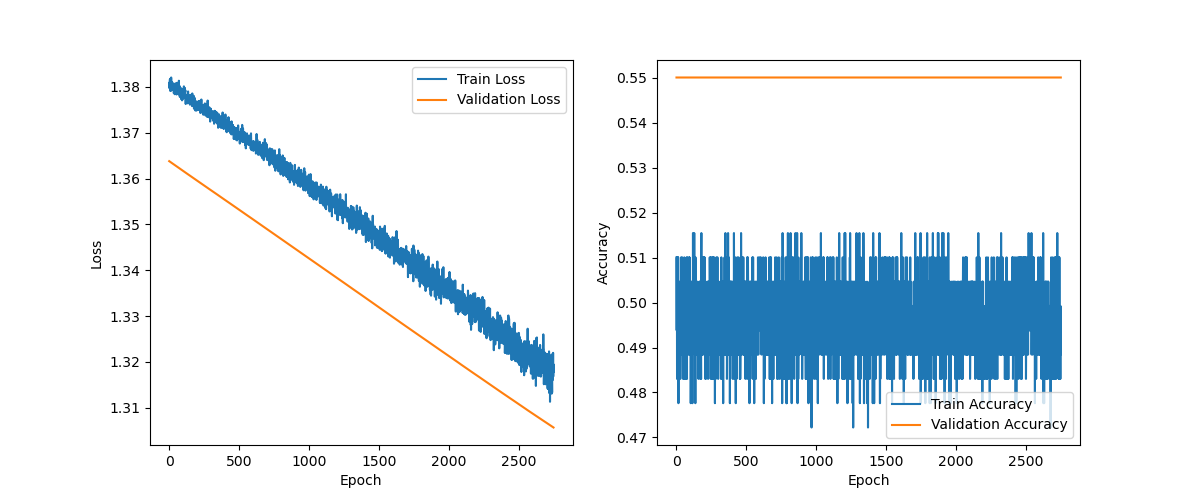 Train Loss
Validation Loss
1.38
1.37
1.36
1.35
1.34
1.33
1.32
1.31
Loss
0 500 1000 1500 2000 2500
Epoch
0.55
0.54
0.53
0.52
0.51
0.50
0.49
0.48
0.47
Accuracy
Train Accuracy
Validation Accuracy
0 500 1000 1500 2000 2500
Epoch